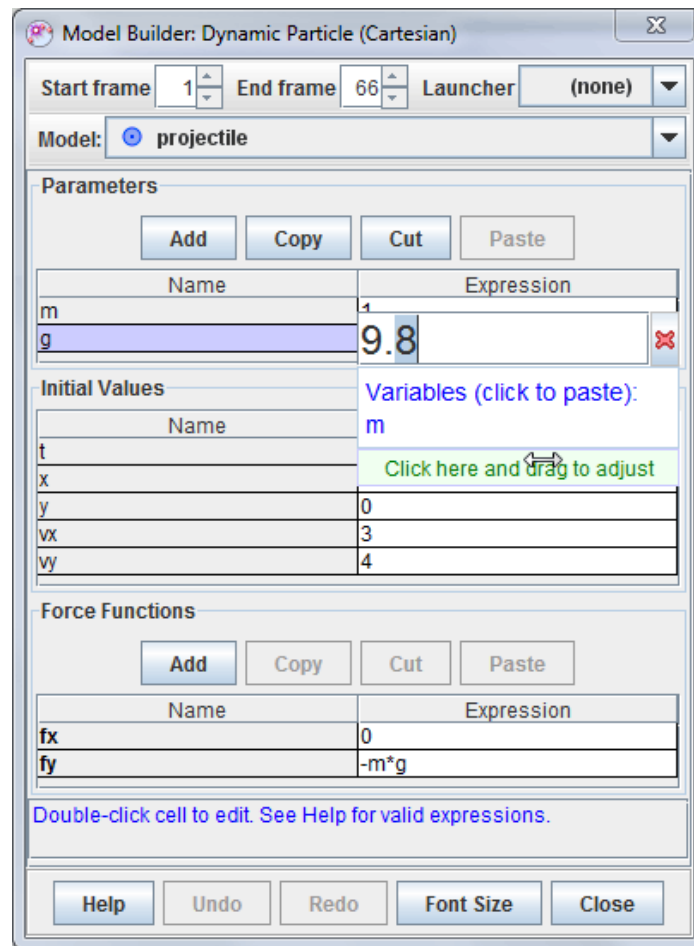 Model Builder: Dynamic Particle (Cartesian)
Start frame 1 End frame 66 Launcher (none)
Model: projectile
Parameters
Add Copy Cut Paste
Name Expression
m
g 9.8
Variables (click to paste):
m
Click here and drag to adjust
Initial Values
Name
t
x
y 0
vx 3
vy 4
Force Functions
Add Copy Cut Paste
Name Expression
fx 0
fy -m*g
Double-click cell to edit. See Help for valid expressions.
Help Undo Redo Font Size Close